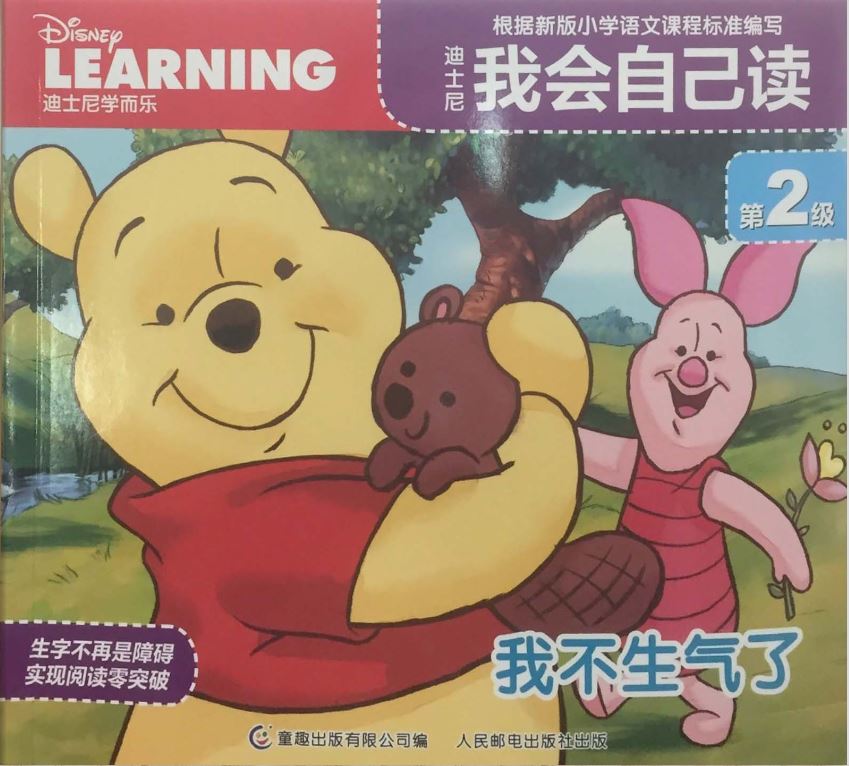 Disney
LEARNING
迪士尼学而乐
根据新版小学语文课程标准编写
迪士尼
我会自己读
第2级
生字不再是障碍
实现阅读零突破
我不生气了
童趣出版有限公司编 人民邮电出版社出版